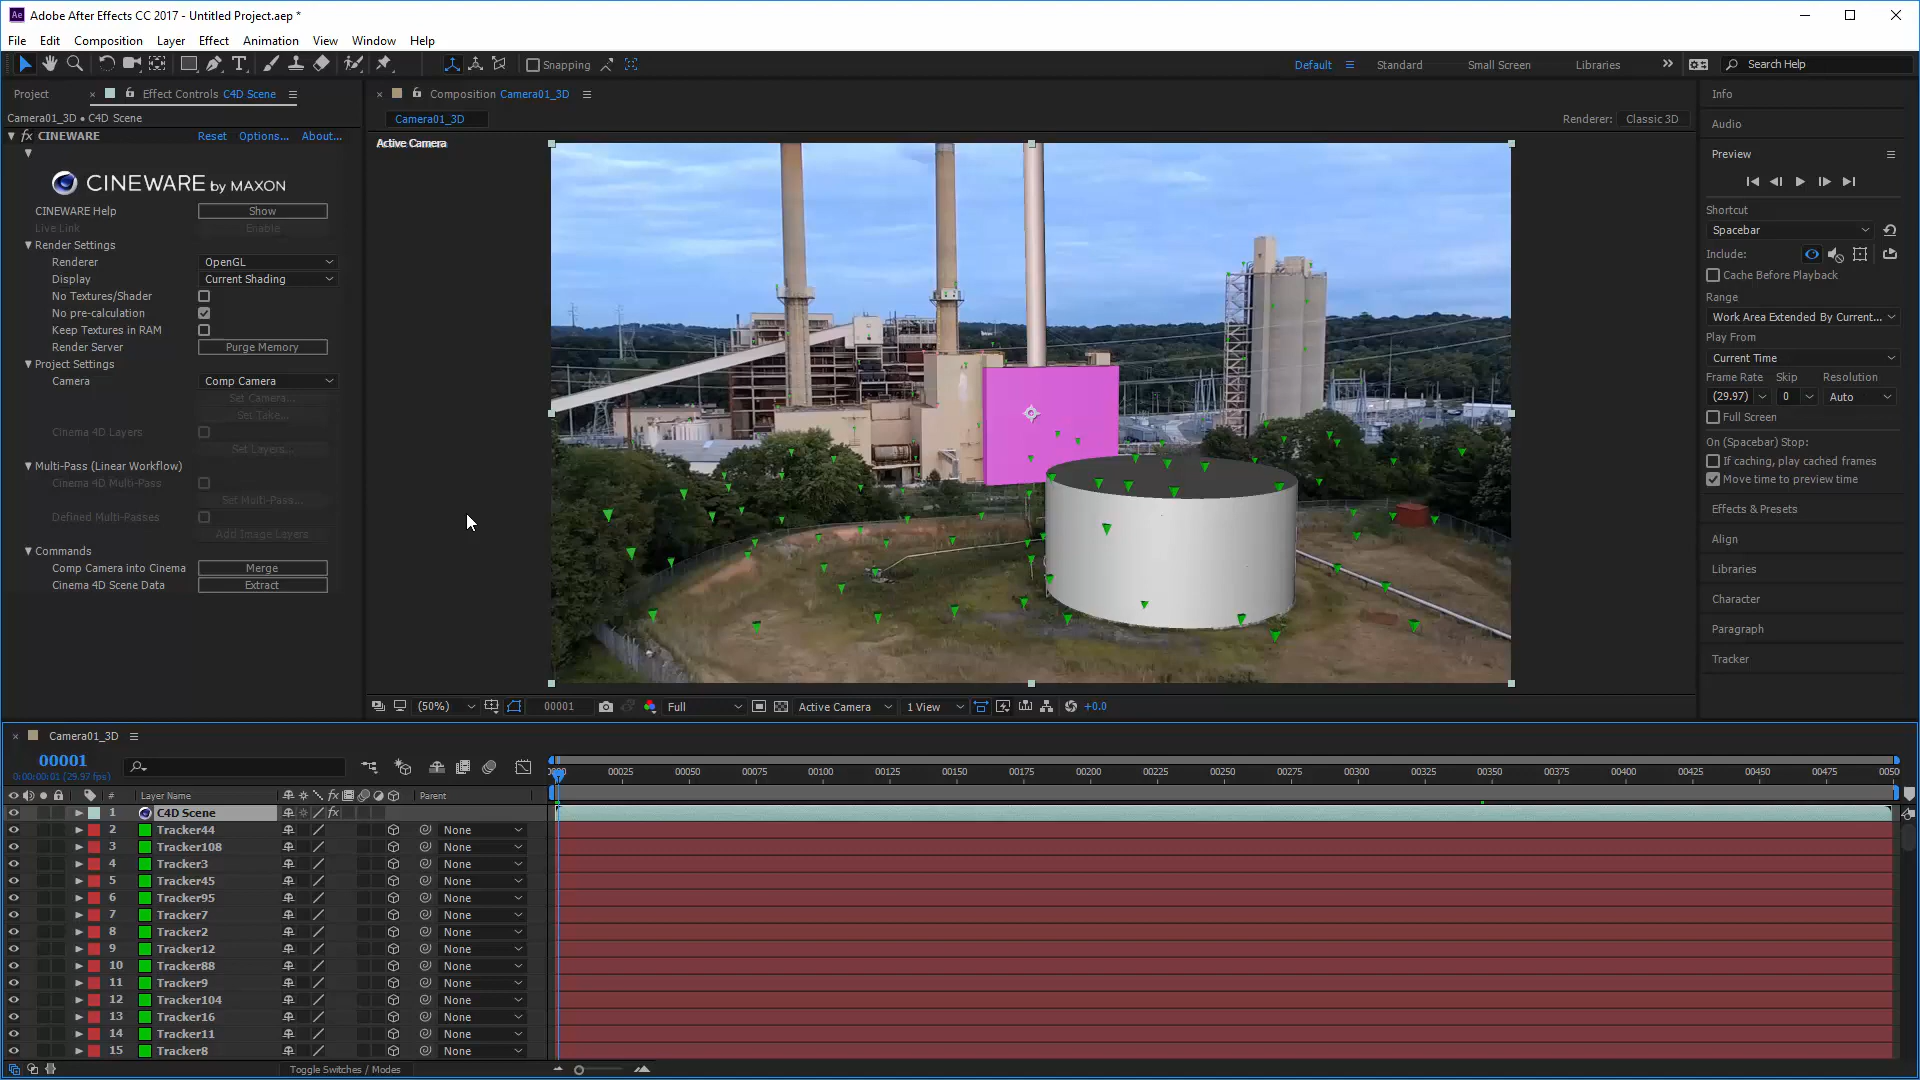 Adobe After Effects CC 2017 - Untitled Project.aep *
File Edit Composition Layer Effect Animation View Window Help
Snapping Default Standard Small Screen Libraries Search Help
Project Effect Controls C4D Scene
Composition Camera01_3D
Camera01_3D • C4D Scene
Camera01_3D
Renderer: Classic 3D
fx CINEWARE Reset Options... About...
Active Camera
CINEWARE by MAXON
CINEWARE Help Show
Live Link Enable
Render Settings
Renderer OpenGL
Display Current Shading
No Textures/Shader
No pre-calculation
Keep Textures in RAM
Render Server Purge Memory
Project Settings
Camera Comp Camera
Set Camera...
Set Take...
Cinema 4D Layers
Set Layers...
Multi-Pass (Linear Workflow)
Cinema 4D Multi-Pass
Set Multi-Pass...
Defined Multi-Passes
Add Image Layers
Commands
Comp Camera into Cinema Merge
Cinema 4D Scene Data Extract
Info
Audio
Preview
Shortcut
Spacebar
Include:
Cache Before Playback
Range
Work Area Extended By Current...
Play From
Current Time
Frame Rate Skip Resolution
(29.97) 0 Auto
Full Screen
On (Spacebar) Stop:
If caching, play cached frames
Move time to preview time
Effects & Presets
Align
Libraries
Character
Paragraph
Tracker
(50%) 00001 Full Active Camera 1 View +0.0
Camera01_3D
00001
0:00:00:01 (29.97 fps)
00025 00050 00075 00100 00125 00150 00175 00200 00225 00250 00275 00300 00325 00350 00375 00400 00425 00450 00475 0050
# Layer Name fx Parent
1 C4D Scene fx
2 Tracker44 None
3 Tracker108 None
4 Tracker3 None
5 Tracker45 None
6 Tracker95 None
7 Tracker7 None
8 Tracker2 None
9 Tracker12 None
10 Tracker88 None
11 Tracker9 None
12 Tracker104 None
13 Tracker16 None
14 Tracker11 None
15 Tracker8 None
Toggle Switches / Modes